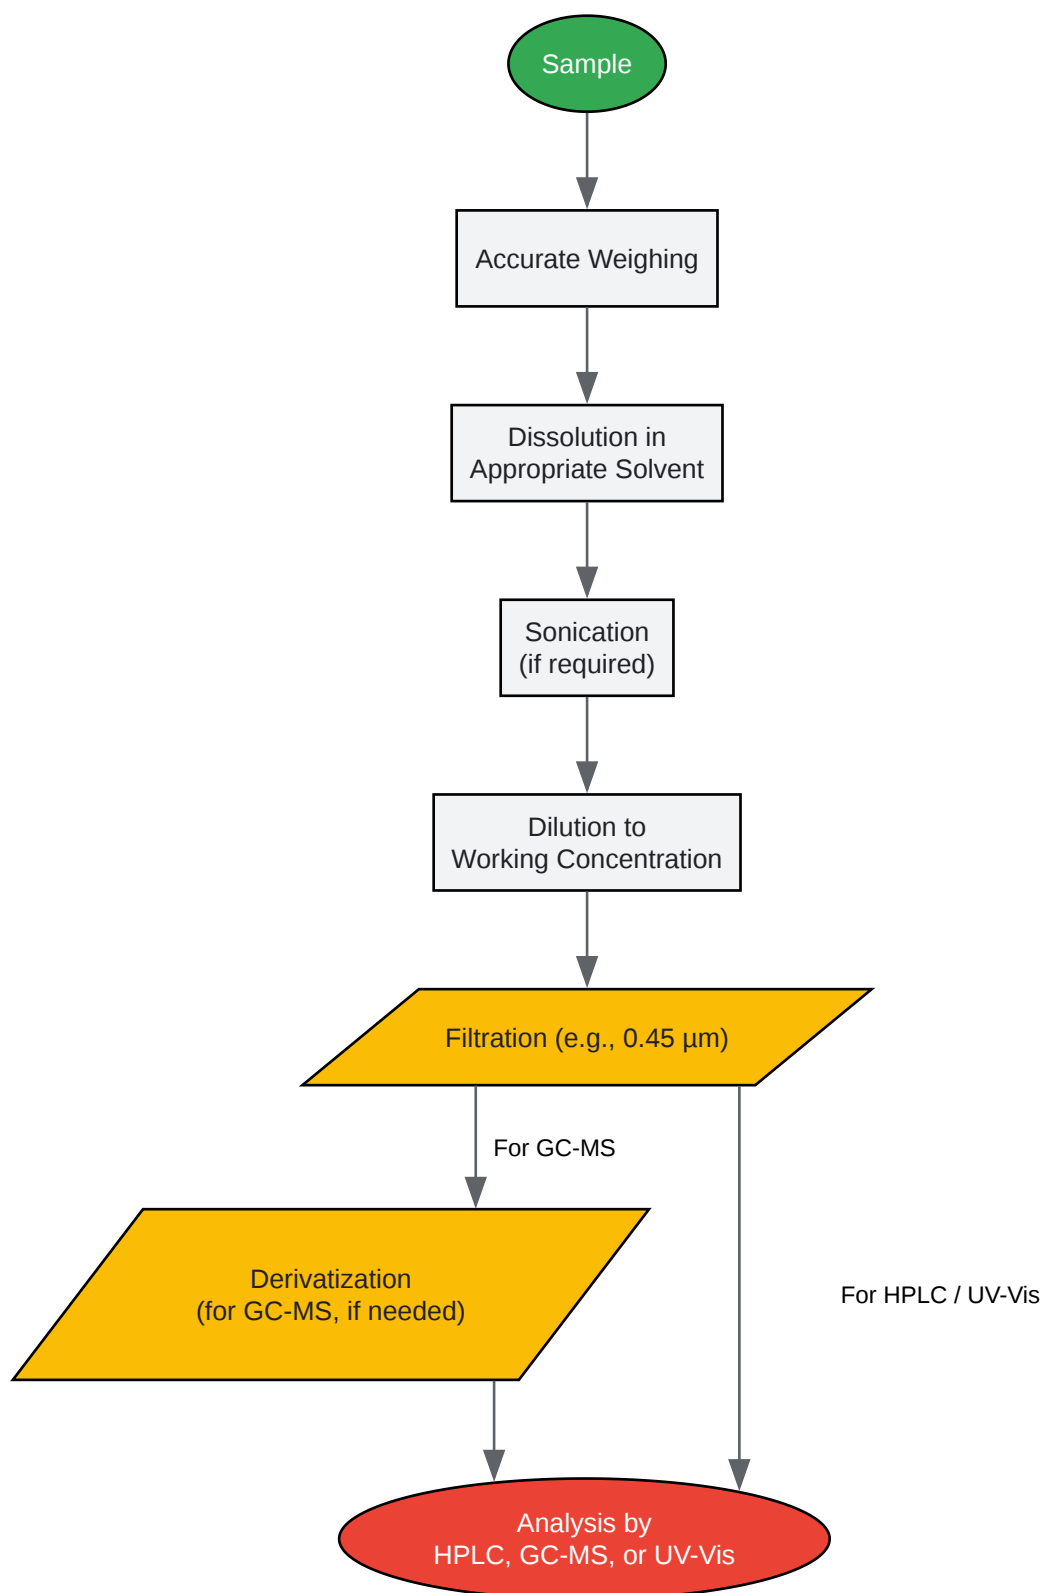 Sample
Accurate Weighing
Dissolution in
Appropriate Solvent
Sonication
(if required)
Dilution to
Working Concentration
Filtration (e.g., 0.45 µm)
For GC-MS
Derivatization
(for GC-MS, if needed)
For HPLC / UV-Vis
Analysis by
HPLC, GC-MS, or UV-Vis